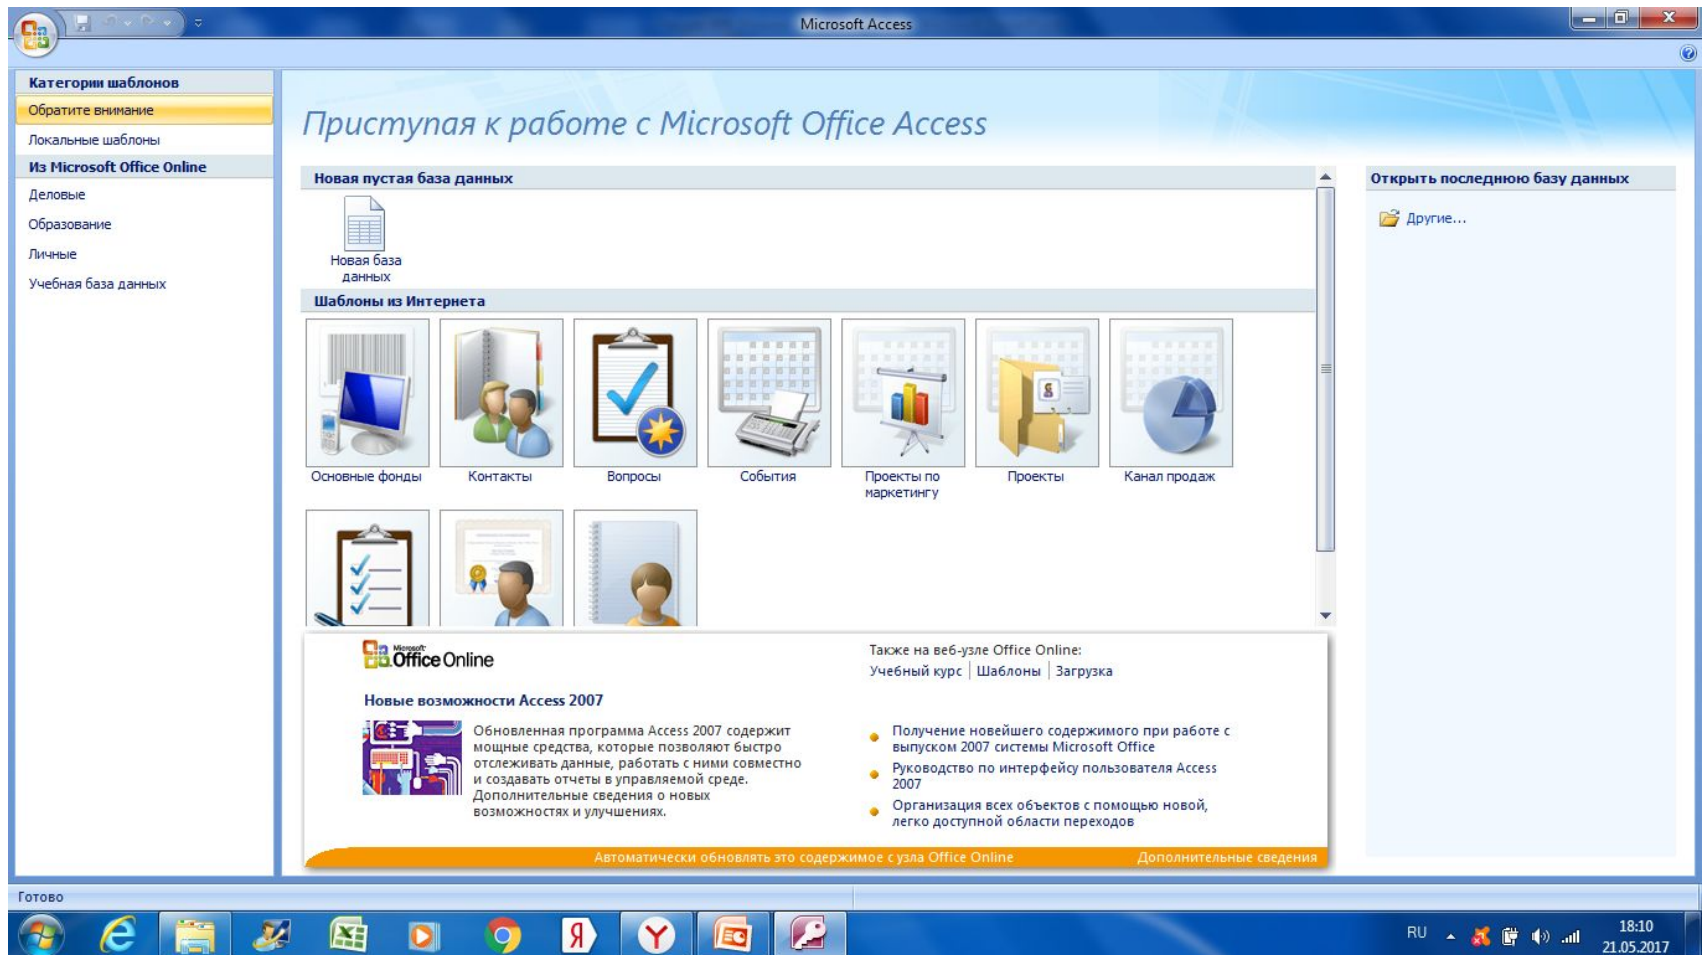 Microsoft Access
Категории шаблонов
Обратите внимание
Локальные шаблоны
Из Microsoft Office Online
Деловые
Образование
Личные
Учебная база данных
Приступая к работе с Microsoft Office Access
Новая пустая база данных
Новая база
данных
Шаблоны из Интернета
Основные фонды
Контакты
Вопросы
События
Проекты по
маркетингу
Проекты
Канал продаж
Открыть последнюю базу данных
Другие...
Microsoft
Office Online
Также на веб-узле Office Online:
Учебный курс | Шаблоны | Загрузка
Новые возможности Access 2007
Обновленная программа Access 2007 содержит
мощные средства, которые позволяют быстро
отслеживать данные, работать с ними совместно
и создавать отчеты в управляемой среде.
Дополнительные сведения о новых
возможностях и улучшениях.
Получение новейшего содержимого при работе с
выпуском 2007 системы Microsoft Office
Руководство по интерфейсу пользователя Access
2007
Организация всех объектов с помощью новой,
легко доступной области переходов
Автоматически обновлять это содержимое с узла Office Online
Дополнительные сведения
Готово
Я
Y
RU
18:10
21.05.2017